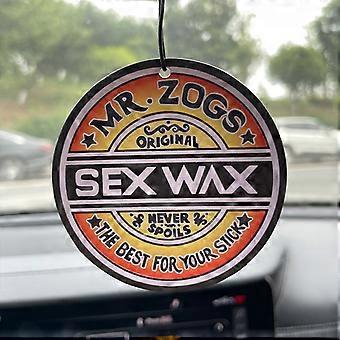 ★ MR. ZOGS ★
ORIGINAL
SEX WAX
NEVER
SPOILS
★ THE BEST FOR YOUR STICK ★